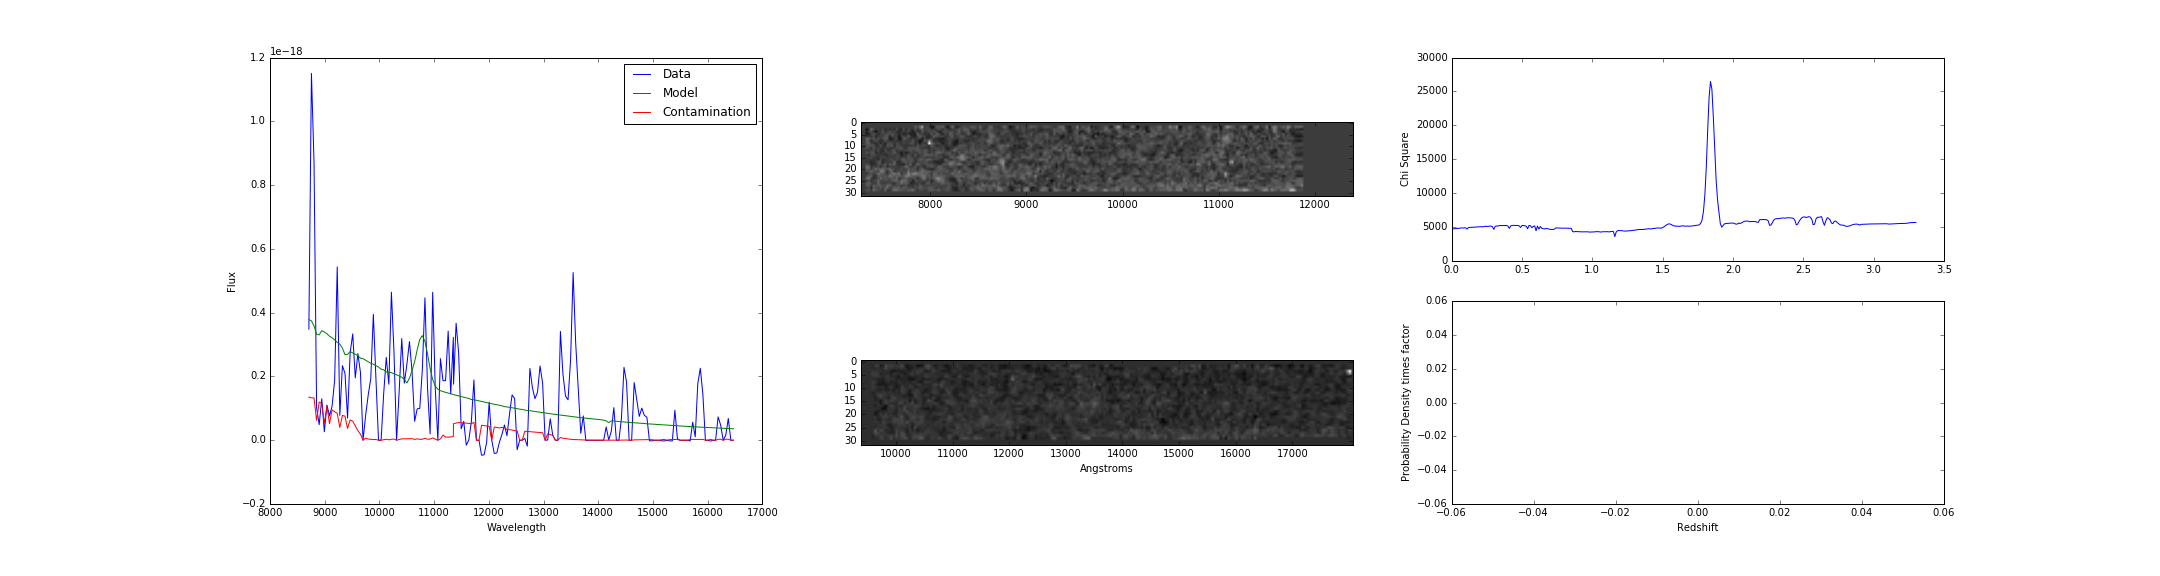 1e−18
1.2
1.0
0.8
0.6
0.4
0.2
0.0
−0.2
Flux
8000 9000 10000 11000 12000 13000 14000 15000 16000 17000
Wavelength
Data
Model
Contamination
0
5
10
15
20
25
30
8000 9000 10000 11000 12000
0
5
10
15
20
25
30
10000 11000 12000 13000 14000 15000 16000 17000
Angstroms
30000
25000
20000
15000
10000
5000
0
Chi Square
0.0 0.5 1.0 1.5 2.0 2.5 3.0 3.5
0.06
0.04
0.02
0.00
−0.02
−0.04
−0.06
Probability Density times factor
−0.06 −0.04 −0.02 0.00 0.02 0.04 0.06
Redshift